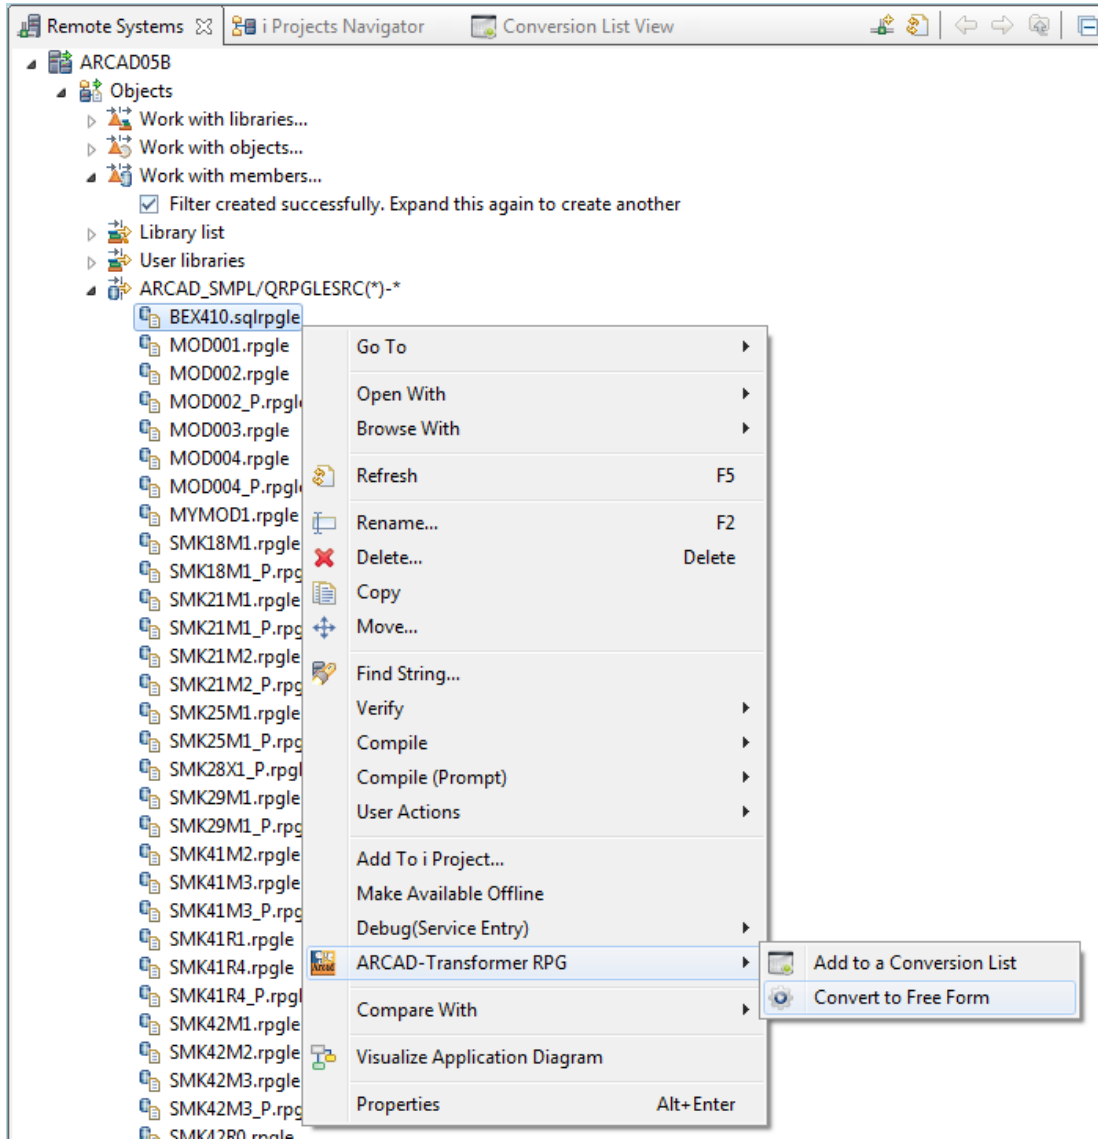 Remote Systems
i Projects Navigator
Conversion List View
ARCAD05B
Objects
Work with libraries...
Work with objects...
Work with members...
Filter created successfully. Expand this again to create another
Library list
User libraries
ARCAD_SMPL/QRPGLESRC(*)-*
BEX410.sqlrpgle
MOD001.rpgle
MOD002.rpgle
MOD002_P.rpgl
MOD003.rpgle
MOD004.rpgle
MOD004_P.rpgl
MYMOD1.rpgle
SMK18M1.rpgle
SMK18M1_P.rpg
SMK21M1.rpgle
SMK21M1_P.rpg
SMK21M2.rpgle
SMK21M2_P.rpg
SMK25M1.rpgle
SMK25M1_P.rpg
SMK28X1_P.rpgl
SMK29M1.rpgle
SMK29M1_P.rpg
SMK41M2.rpgle
SMK41M3.rpgle
SMK41M3_P.rpg
SMK41R1.rpgle
SMK41R4.rpgle
SMK41R4_P.rpgl
SMK42M1.rpgle
SMK42M2.rpgle
SMK42M3.rpgle
SMK42M3_P.rpg
SMK42R0.rpgle
Go To
Open With
Browse With
Refresh F5
Rename... F2
Delete... Delete
Copy
Move...
Find String...
Verify
Compile
Compile (Prompt)
User Actions
Add To i Project...
Make Available Offline
Debug(Service Entry)
ARCAD-Transformer RPG
Compare With
Visualize Application Diagram
Properties Alt+Enter
Add to a Conversion List
Convert to Free Form